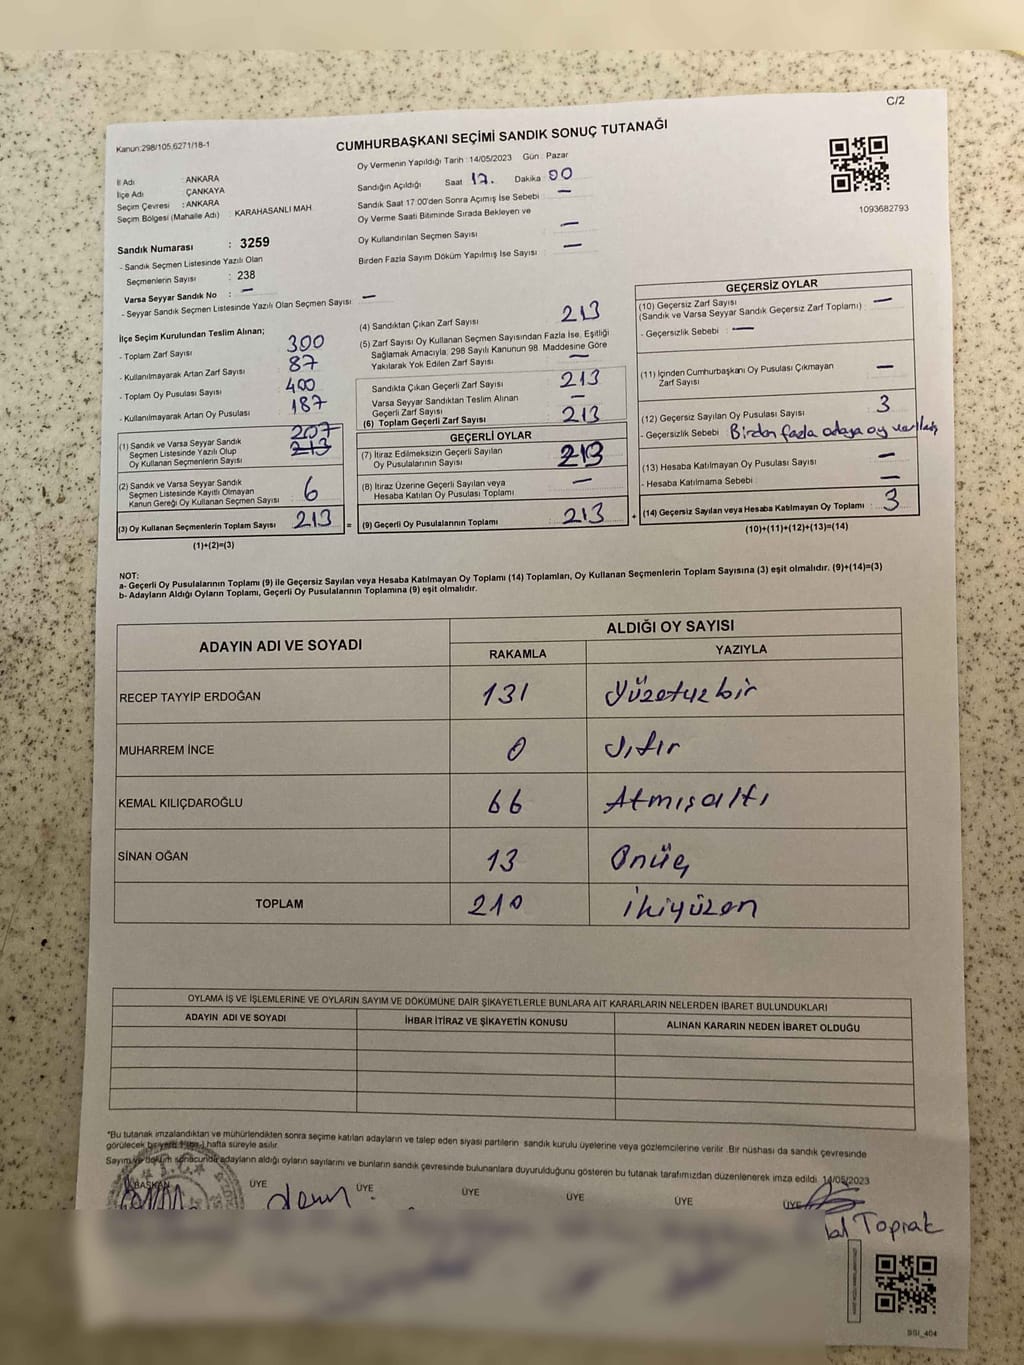 C/2
Kanun:298/105,6271/18-1
CUMHURBAŞKANI SEÇİMİ SANDIK SONUÇ TUTANAĞI
Oy Vermenin Yapıldığı Tarih : 14/05/2023 Gün : Pazar
İl Adı : ANKARA
İlçe Adı : ÇANKAYA
Seçim Çevresi : ANKARA
Seçim Bölgesi (Mahalle Adı) : KARAHASANLI MAH.
Sandığın Açıldığı Saat 17. Dakika 00
Sandık Saat 17:00'den Sonra Açımış İse Sebebi : —
Oy Verme Saati Bitiminde Sırada Bekleyen ve
Oy Kullandırılan Seçmen Sayısı : —
Birden Fazla Sayım Döküm Yapılmış İse Sayısı : —
1093682793
Sandık Numarası : 3259
- Sandık Seçmen Listesinde Yazılı Olan
Seçmenlerin Sayısı : 238
Varsa Seyyar Sandık No : —
- Seyyar Sandık Seçmen Listesinde Yazılı Olan Seçmen Sayısı: —
İlçe Seçim Kurulundan Teslim Alınan;
- Toplam Zarf Sayısı : 300
- Kullanılmayarak Artan Zarf Sayısı : 87
- Toplam Oy Pusulası Sayısı : 400
- Kullanılmayarak Artan Oy Pusulası : 187
207
(1) Sandık ve Varsa Seyyar Sandık 213
Seçmen Listesinde Yazılı Olup
Oy Kullanan Seçmenlerin Sayısı
(2) Sandık ve Varsa Seyyar Sandık
Seçmen Listesinde Kayıtlı Olmayan 6
Kanun Gereği Oy Kullanan Seçmen Sayısı
(3) Oy Kullanan Seçmenlerin Toplam Sayısı : 213 =
(1)+(2)=(3)
(4) Sandıktan Çıkan Zarf Sayısı : 213
(5) Zarf Sayısı Oy Kullanan Seçmen Sayısından Fazla İse, Eşitliği
Sağlamak Amacıyla, 298 Sayılı Kanunun 98. Maddesine Göre
Yakılarak Yok Edilen Zarf Sayısı : —
Sandıkta Çıkan Geçerli Zarf Sayısı : 213
Varsa Seyyar Sandıktan Teslim Alınan
Geçerli Zarf Sayısı : —
(6) Toplam Geçerli Zarf Sayısı : 213
GEÇERLİ OYLAR
(7) İtiraz Edilmeksizin Geçerli Sayılan
Oy Pusulalarının Sayısı : 213
(8) İtiraz Üzerine Geçerli Sayılan veya
Hesaba Katılan Oy Pusulası Toplamı : —
(9) Geçerli Oy Pusulalarının Toplamı : 213 +
GEÇERSİZ OYLAR
(10) Geçersiz Zarf Sayısı
(Sandık ve Varsa Seyyar Sandık Geçersiz Zarf Toplamı) : —
- Geçersizlik Sebebi : —
(11) İçinden Cumhurbaşkanı Oy Pusulası Çıkmayan
Zarf Sayısı : —
(12) Geçersiz Sayılan Oy Pusulası Sayısı : 3
- Geçersizlik Sebebi : Birden fazla adaya oy
(13) Hesaba Katılmayan Oy Pusulası Sayısı : —
- Hesaba Katılmama Sebebi : —
(14) Geçersiz Sayılan veya Hesaba Katılmayan Oy Toplamı : 3
(10)+(11)+(12)+(13)=(14)
NOT:
a- Geçerli Oy Pusulalarının Toplamı (9) ile Geçersiz Sayılan veya Hesaba Katılmayan Oy Toplamı (14) Toplamları, Oy Kullanan Seçmenlerin Toplam Sayısına (3) eşit olmalıdır. (9)+(14)=(3)
b- Adayların Aldığı Oyların Toplamı, Geçerli Oy Pusulalarının Toplamına (9) eşit olmalıdır.
ADAYIN ADI VE SOYADI ALDIĞI OY SAYISI
RAKAMLA YAZIYLA
RECEP TAYYİP ERDOĞAN 131 Yüzotuzbir
MUHARREM İNCE 0 Sıfır
KEMAL KILIÇDAROĞLU 66 Atmışaltı
SİNAN OĞAN 13 Onüç
TOPLAM 210 İkiyüzon
OYLAMA İŞ VE İŞLEMLERİNE VE OYLARIN SAYIM VE DÖKÜMÜNE DAİR ŞİKAYETLERLE BUNLARA AİT KARARLARIN NELERDEN İBARET BULUNDUKLARI
ADAYIN ADI VE SOYADI İHBAR İTİRAZ VE ŞİKAYETİN KONUSU ALINAN KARARIN NEDEN İBARET OLDUĞU
*Bu tutanak imzalandıktan ve mühürlendikten sonra seçime katılan adayların ve talep eden siyasi partilerin sandık kurulu üyelerine veya gözlemcilerine verilir. Bir nüshası da sandık çevresinde
görülecek bir yerde 1 (bir) hafta süreyle asılır.
Sayım ve döküm sonucunda adayların aldığı oyların sayılarını ve bunların sandık çevresinde bulunanlara duyurulduğunu gösteren bu tutanak tarafımızdan düzenlenerek imza edildi. 14/05/2023
BAŞKAN ÜYE ÜYE ÜYE ÜYE ÜYE ÜYE
Toprak
SSI_404